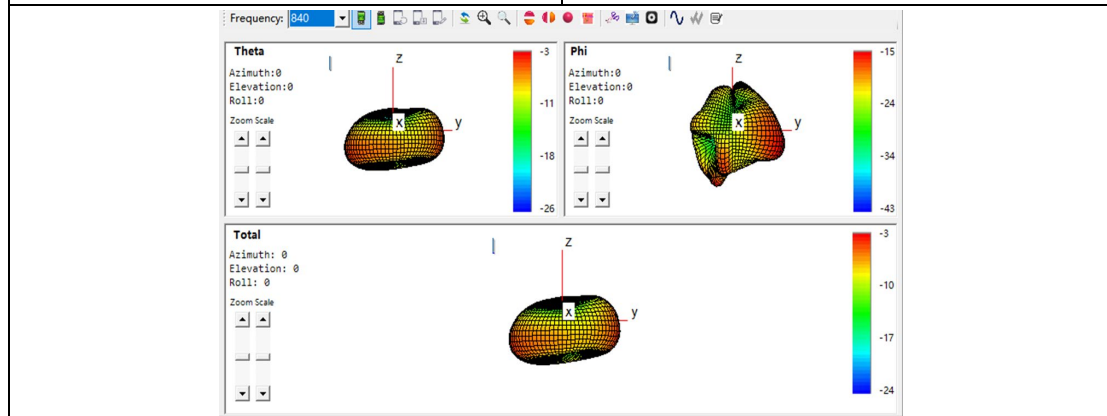 Frequency: 840
Theta
Azimuth:0
Elevation:0
Roll:0
Zoom Scale
z
x
y
-3
-11
-18
-26
Phi
Azimuth:0
Elevation:0
Roll:0
Zoom Scale
z
x
y
-15
-24
-34
-43
Total
Azimuth: 0
Elevation: 0
Roll: 0
Zoom Scale
z
x
y
-3
-10
-17
-24